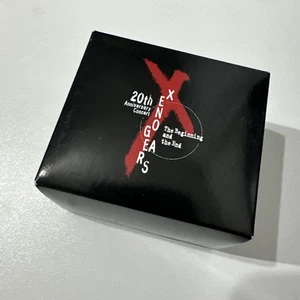 20th
Anniversary
Concert
XENOGEARS
The Beginning
and
the End